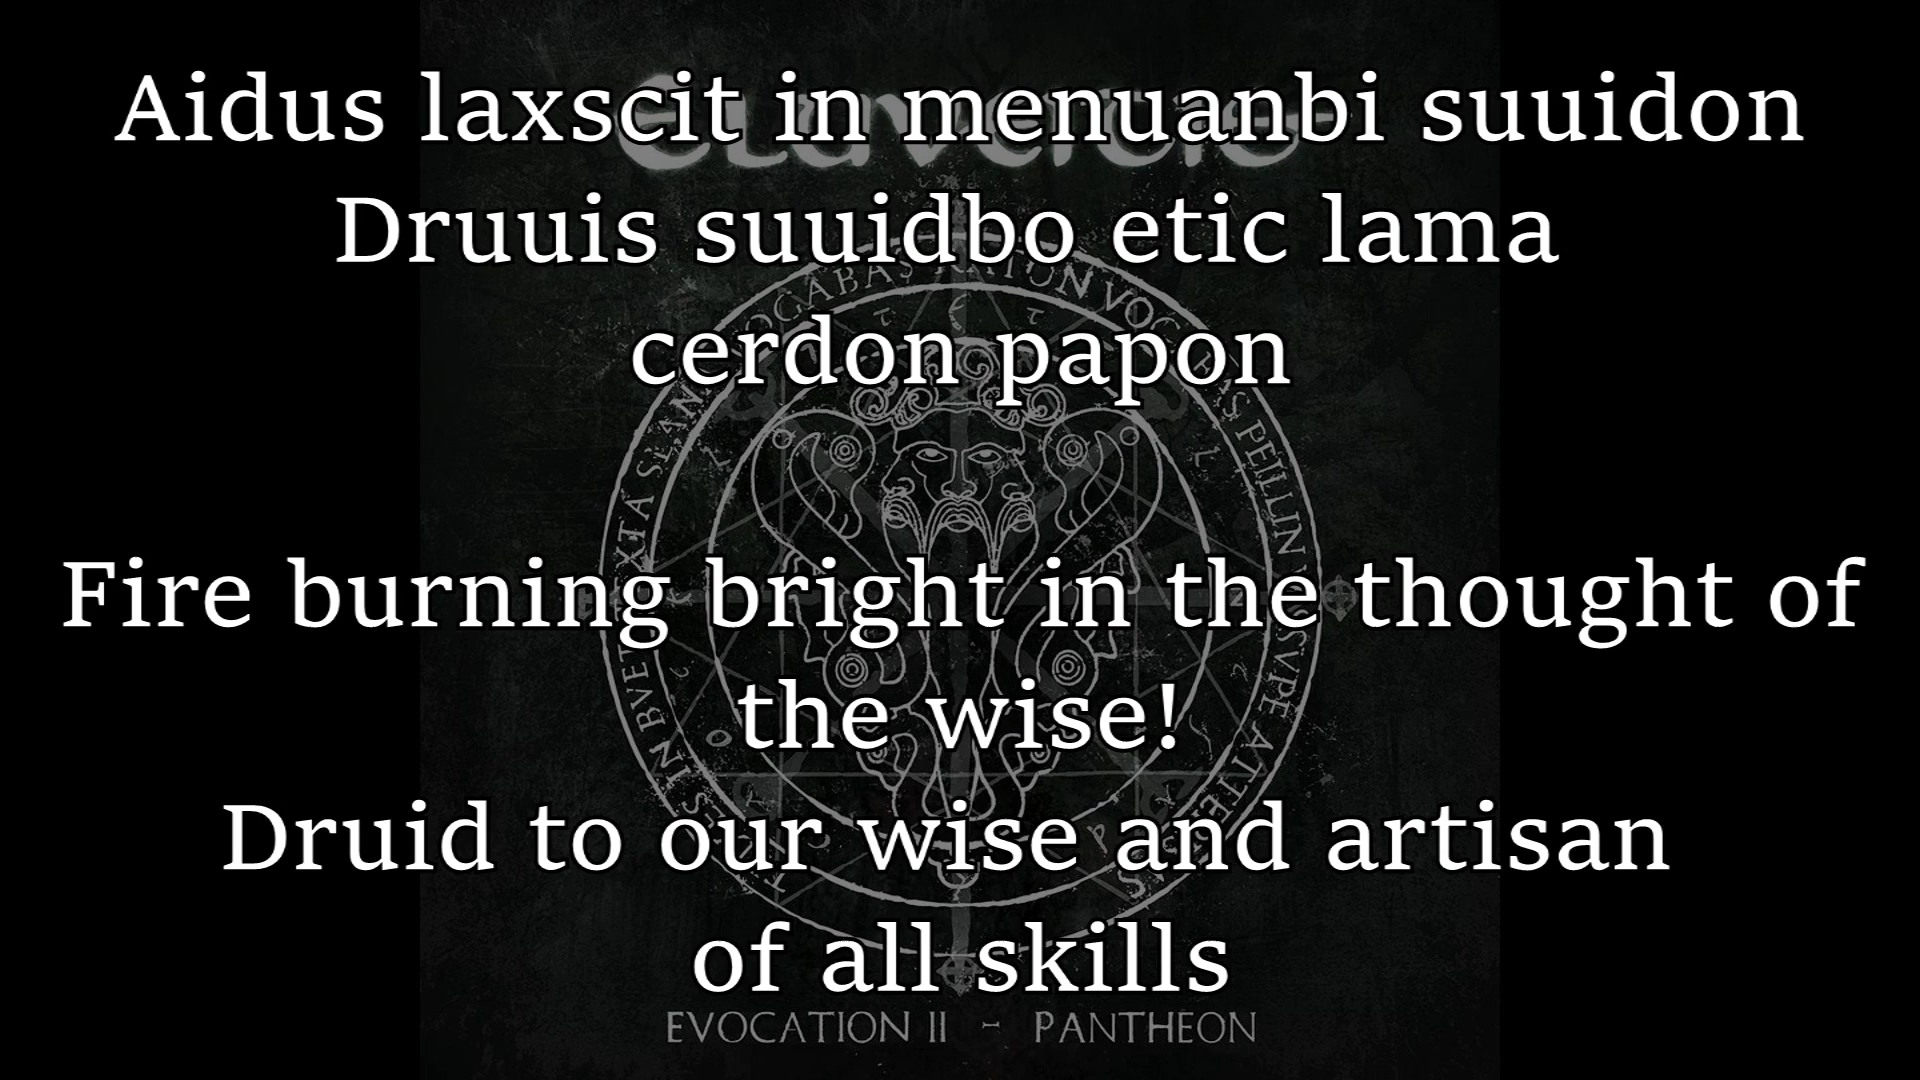 Aidus laxscit in menuanbi suuidon
Druuis suuidbo etic lama
cerdon papon
Fire burning bright in the thought of
the wise!
Druid to our wise and artisan
of all skills
EVOCATION II - PANTHEON